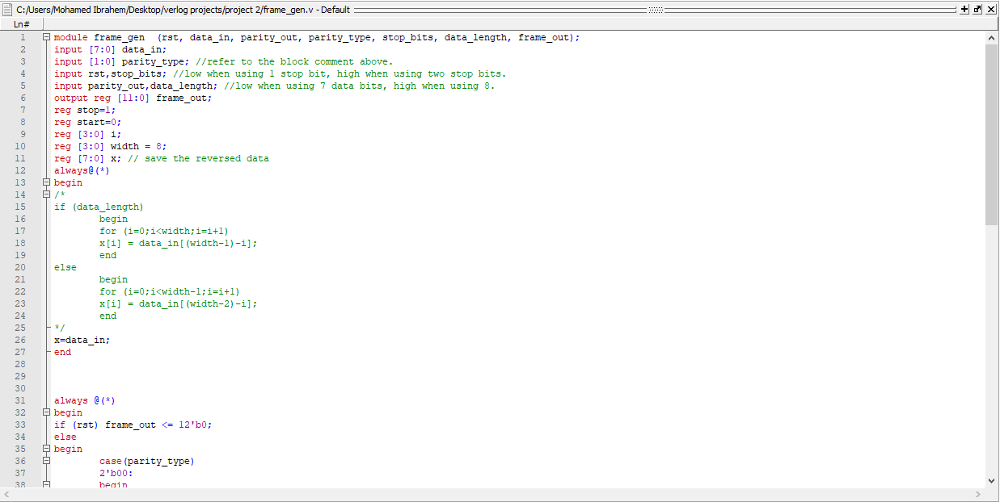 C:/Users/Mohamed Ibrahem/Desktop/verlog projects/project 2/frame_gen.v - Default
Ln#
1 module frame_gen  (rst, data_in, parity_out, parity_type, stop_bits, data_length, frame_out);
2 input [7:0] data_in;
3 input [1:0] parity_type; //refer to the block comment above.
4 input rst,stop_bits; //low when using 1 stop bit, high when using two stop bits.
5 input parity_out,data_length; //low when using 7 data bits, high when using 8.
6 output reg [11:0] frame_out;
7 reg stop=1;
8 reg start=0;
9 reg [3:0] i;
10 reg [3:0] width = 8;
11 reg [7:0] x; // save the reversed data
12 always@(*)
13 begin
14 /*
15 if (data_length)
16         begin
17         for (i=0;i<width;i=i+1)
18         x[i] = data_in[(width-1)-i];
19         end
20 else
21         begin
22         for (i=0;i<width-1;i=i+1)
23         x[i] = data_in[(width-2)-i];
24         end
25 */
26 x=data_in;
27 end
28
29
30
31 always @(*)
32 begin
33 if (rst) frame_out <= 12'b0;
34 else
35 begin
36         case(parity_type)
37         2'b00:
38         begin